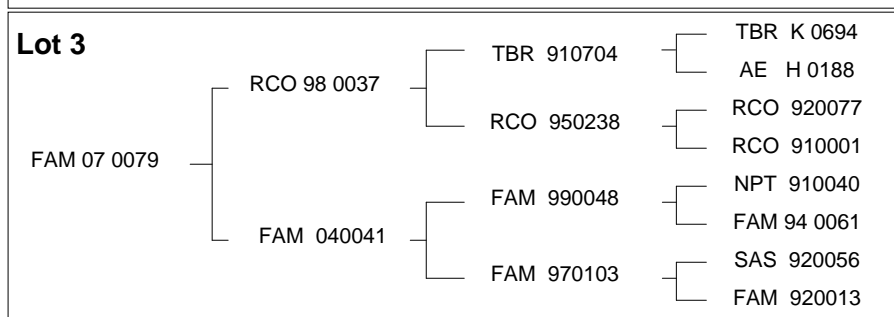 Lot 3
TBR K 0694
TBR 910704
AE H 0188
RCO 98 0037
RCO 920077
RCO 950238
RCO 910001
FAM 07 0079
NPT 910040
FAM 990048
FAM 94 0061
FAM 040041
SAS 920056
FAM 970103
FAM 920013